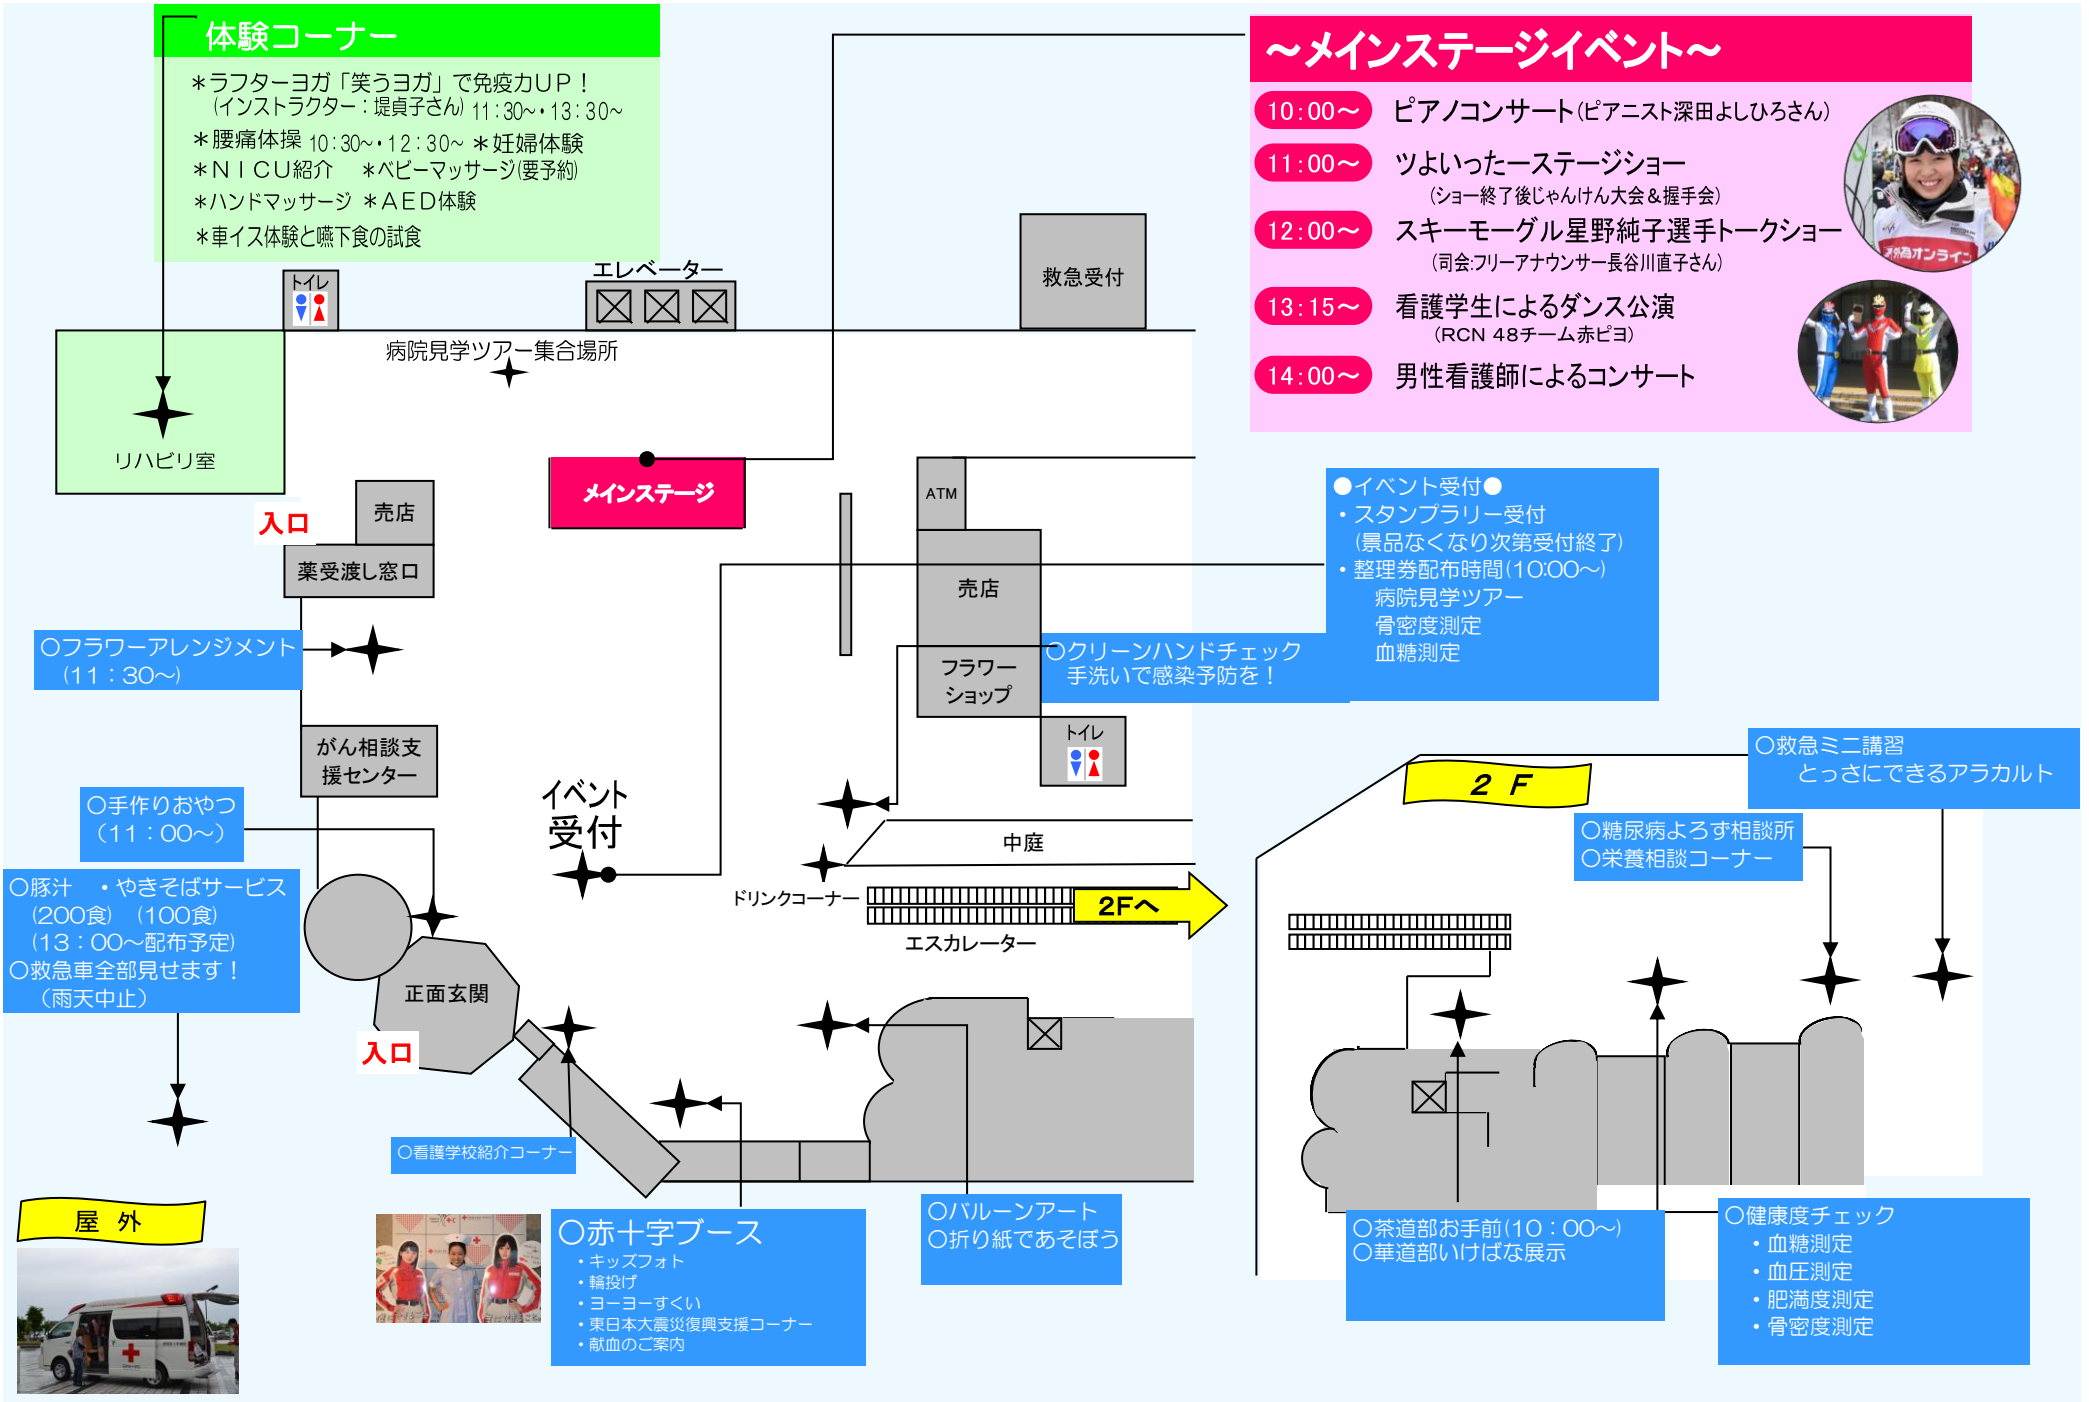 体験コーナー
＊ラフターヨガ「笑うヨガ」で免疫力UP！
(インストラクター：堤貞子さん) 11:30～・13:30～
＊腰痛体操 10:30～・12:30～ ＊妊婦体験
＊NICU紹介 ＊ベビーマッサージ(要予約)
＊ハンドマッサージ ＊AED体験
＊車イス体験と嚥下食の試食
～メインステージイベント～
10:00～ ピアノコンサート(ピアニスト深田よしひろさん)
11:00～ ツよいったーステージショー
(ショー終了後じゃんけん大会＆握手会)
12:00～ スキーモーグル星野純子選手トークショー
(司会:フリーアナウンサー長谷川直子さん)
13:15～ 看護学生によるダンス公演
(RCN 48チーム赤ピヨ)
14:00～ 男性看護師によるコンサート
トイレ
エレベーター
救急受付
病院見学ツアー集合場所
リハビリ室
メインステージ
入口
売店
薬受渡し窓口
ATM
売店
フラワー
ショップ
トイレ
●イベント受付●
・スタンプラリー受付
(景品なくなり次第受付終了)
・整理券配布時間(10:00～)
病院見学ツアー
骨密度測定
血糖測定
○クリーンハンドチェック
手洗いで感染予防を！
○フラワーアレンジメント
(11：30～)
がん相談支
援センター
○手作りおやつ
（11：00～）
イベント
受付
中庭
ドリンクコーナー
2Fへ
エスカレーター
○豚汁　・やきそばサービス
(200食)　(100食)
(13：00～配布予定)
○救急車全部見せます！
（雨天中止）
正面玄関
入口
○看護学校紹介コーナー
屋 外
○赤十字ブース
・キッズフォト
・輪投げ
・ヨーヨーすくい
・東日本大震災復興支援コーナー
・献血のご案内
○バルーンアート
○折り紙であそぼう
２ Ｆ
○救急ミニ講習
とっさにできるアラカルト
○糖尿病よろず相談所
○栄養相談コーナー
○茶道部お手前(10：00～)
○華道部いけばな展示
○健康度チェック
・血糖測定
・血圧測定
・肥満度測定
・骨密度測定